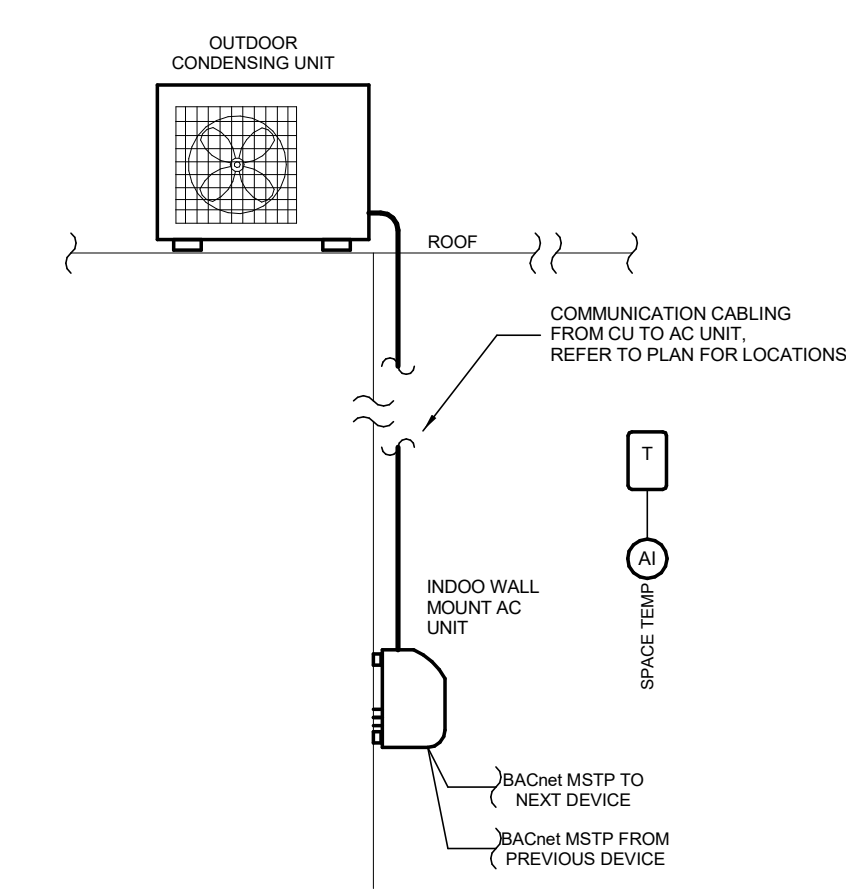 OUTDOOR
CONDENSING UNIT
ROOF
COMMUNICATION CABLING
FROM CU TO AC UNIT,
REFER TO PLAN FOR LOCATIONS
T
AI
SPACE TEMP
INDOO WALL
MOUNT AC
UNIT
BACnet MSTP TO
NEXT DEVICE
BACnet MSTP FROM
PREVIOUS DEVICE